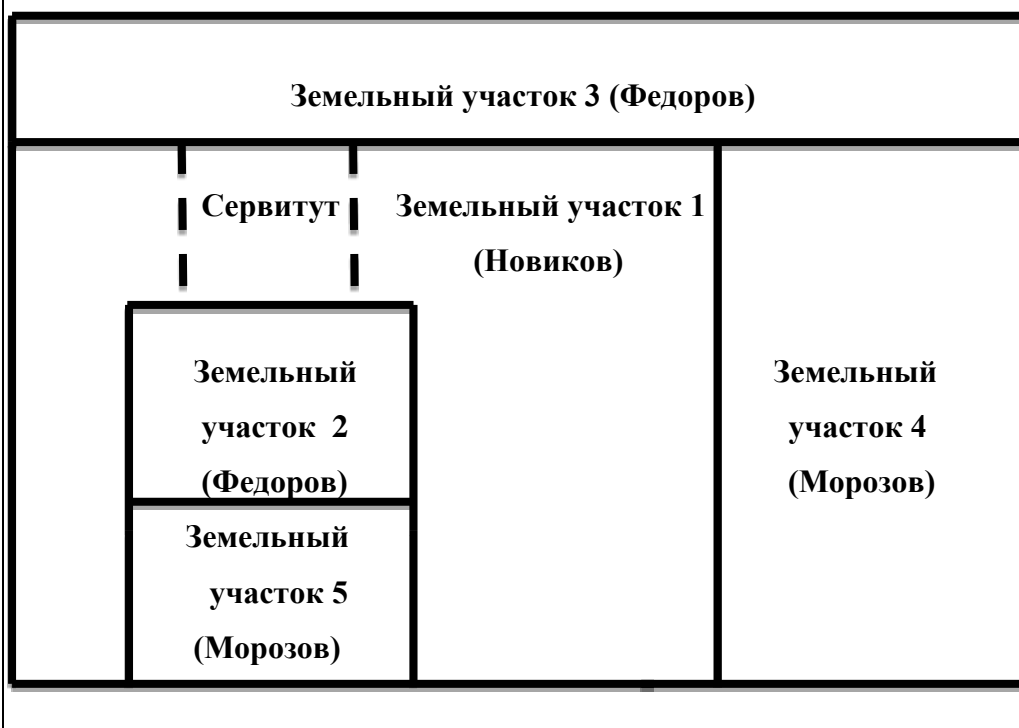 Земельный участок 3 (Федоров)
Сервитут
Земельный участок 1
(Новиков)
Земельный
участок 2
(Федоров)
Земельный
участок 4
(Морозов)
Земельный
участок 5
(Морозов)